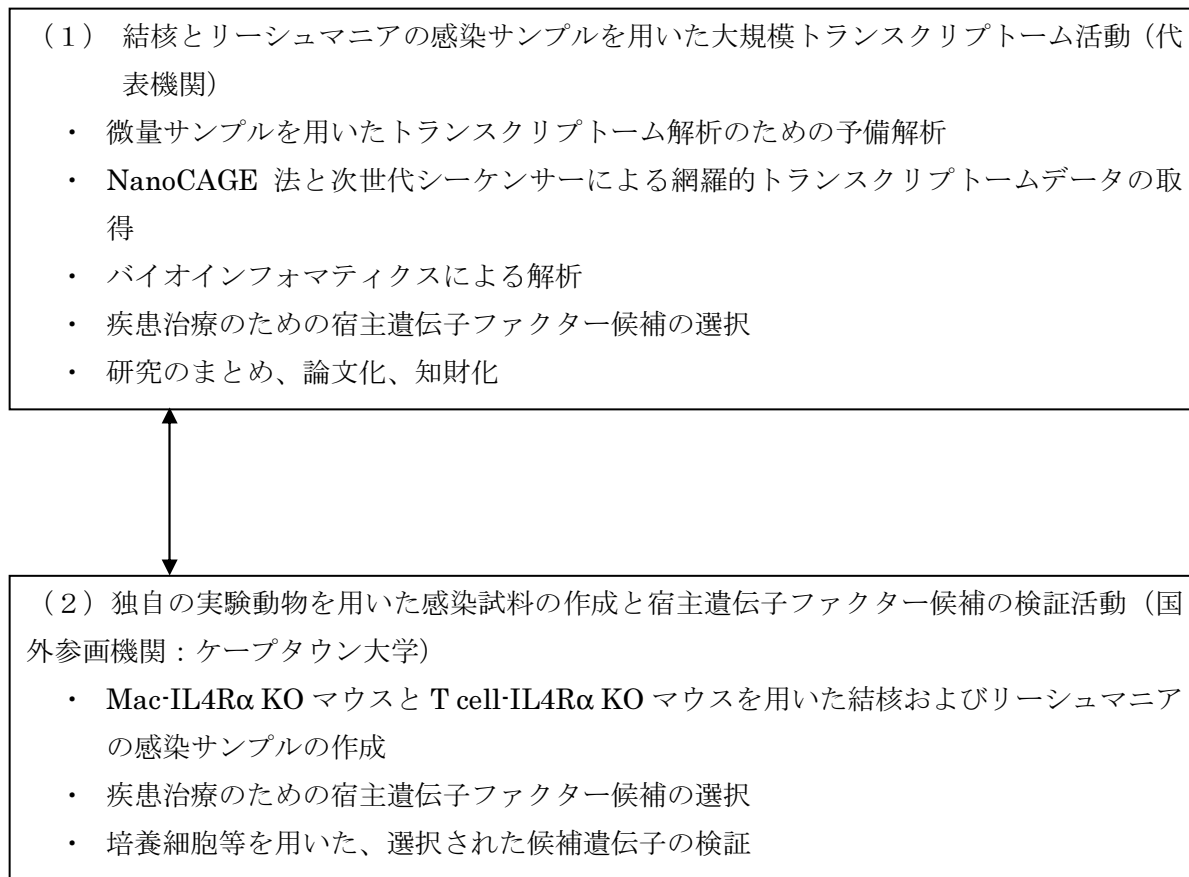 （１） 結核とリーシュマニアの感染サンプルを用いた大規模トランスクリプトーム活動（代
表機関）
・ 微量サンプルを用いたトランスクリプトーム解析のための予備解析
・ NanoCAGE 法と次世代シーケンサーによる網羅的トランスクリプトームデータの取
得
・ バイオインフォマティクスによる解析
・ 疾患治療のための宿主遺伝子ファクター候補の選択
・ 研究のまとめ、論文化、知財化
（２）独自の実験動物を用いた感染試料の作成と宿主遺伝子ファクター候補の検証活動（国
外参画機関：ケープタウン大学）
・ Mac-IL4Rα KO マウスと T cell-IL4Rα KO マウスを用いた結核およびリーシュマニア
の感染サンプルの作成
・ 疾患治療のための宿主遺伝子ファクター候補の選択
・ 培養細胞等を用いた、選択された候補遺伝子の検証